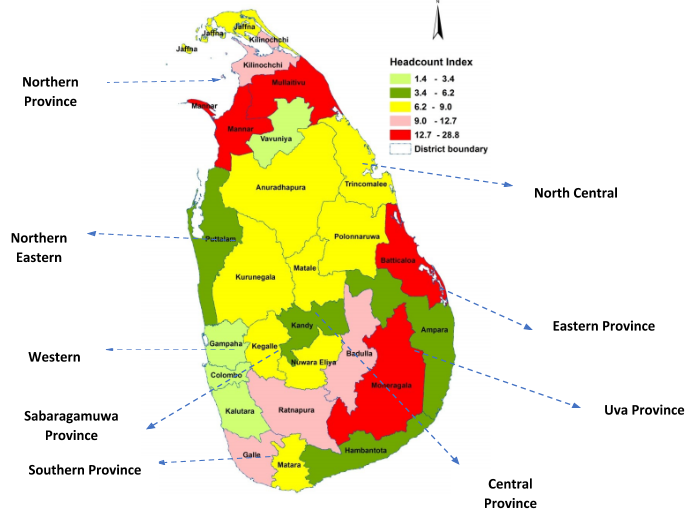 N
Jaffna
Jaffna
Jaffna
Kilinochchi
Kilinochchi
Mullaitivu
Mannar
Mannar
Vavuniya
Anuradhapura
Trincomalee
Puttalam
Polonnaruwa
Batticaloa
Kurunegala
Matale
Kandy
Ampara
Gampaha
Kegalle
Nuwara Eliya
Badulla
Colombo
Moneragala
Kalutara
Ratnapura
Galle
Matara
Hambantota
Headcount Index
1.4 - 3.4
3.4 - 6.2
6.2 - 9.0
9.0 - 12.7
12.7 - 28.8
District boundary
Northern
Province
North Central
Northern
Eastern
Eastern Province
Western
Sabaragamuwa
Province
Uva Province
Southern Province
Central
Province